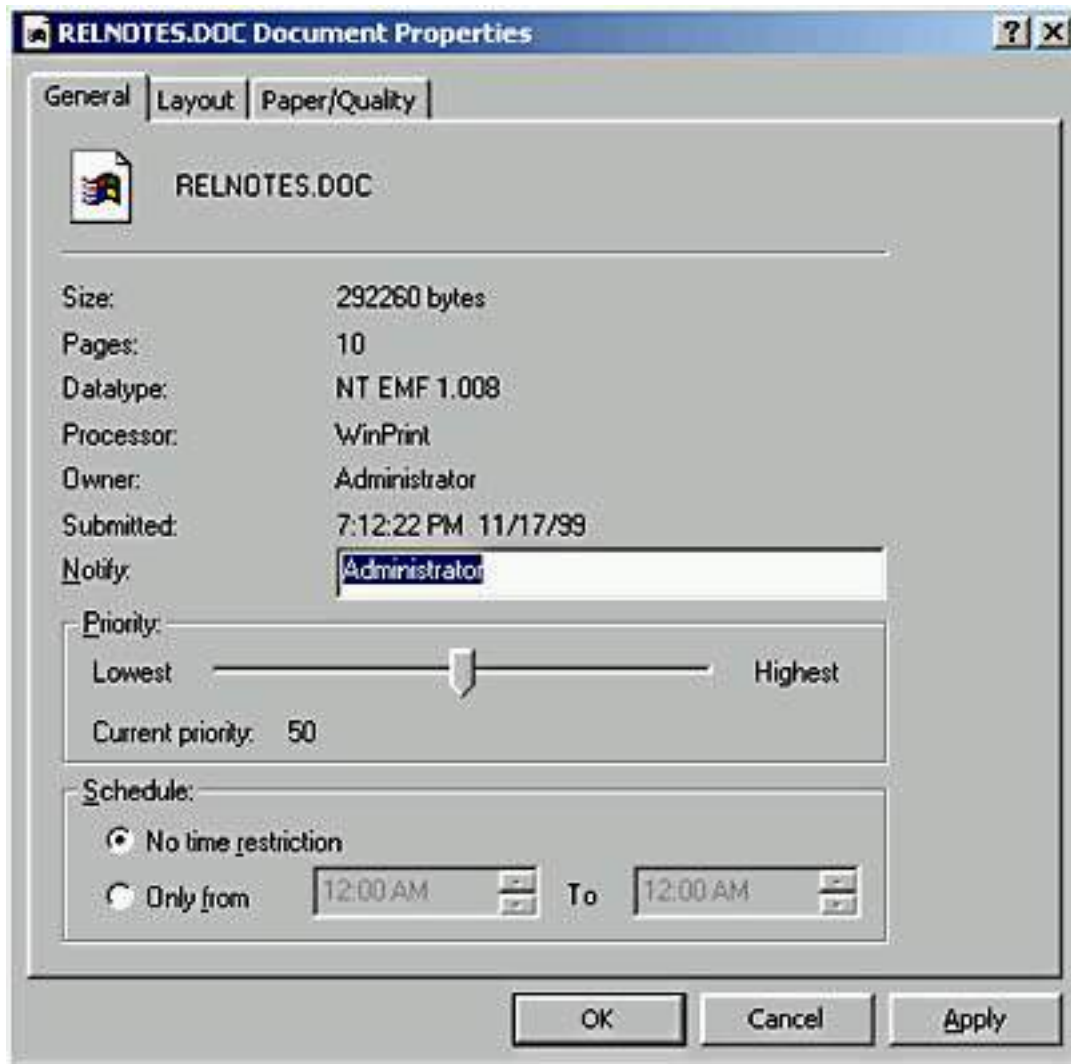 RELNOTES.DOC Document Properties
General Layout Paper/Quality
RELNOTES.DOC
Size: 292260 bytes
Pages: 10
Datatype: NT EMF 1.008
Processor: WinPrint
Owner: Administrator
Submitted: 7:12:22 PM 11/17/99
Notify: Administrator
Priority:
Lowest Highest
Current priority: 50
Schedule:
No time restriction
Only from 12:00 AM To 12:00 AM
OK Cancel Apply